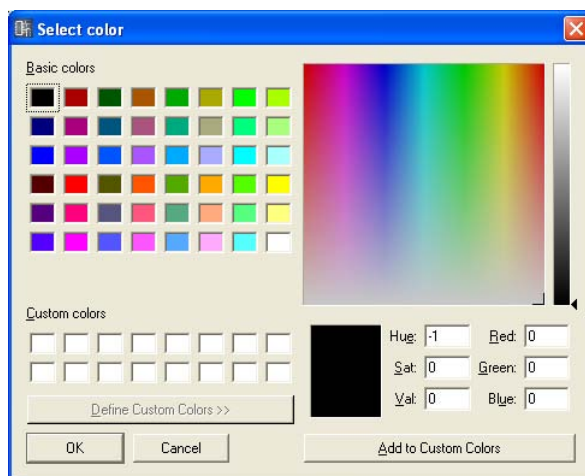 Select color
Basic colors
Custom colors
Define Custom Colors >>
OK
Cancel
Hue: -1
Red: 0
Sat: 0
Green: 0
Val: 0
Blue: 0
Add to Custom Colors